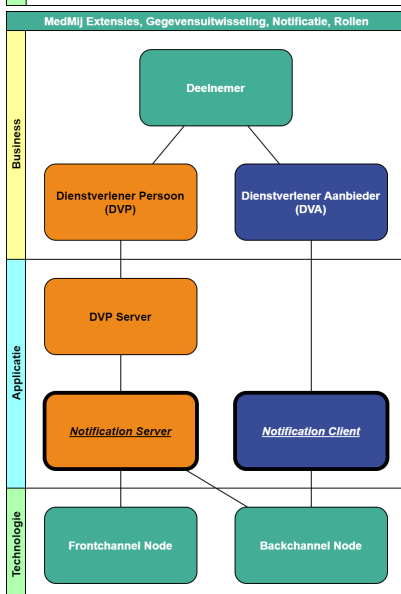 MedMij Extensies, Gegevensuitwisseling, Notificatie, Rollen
Business
Deelnemer
Dienstverlener Persoon
(DVP)
Dienstverlener Aanbieder
(DVA)
Applicatie
DVP Server
Notification Server
Notification Client
Technologie
Frontchannel Node
Backchannel Node